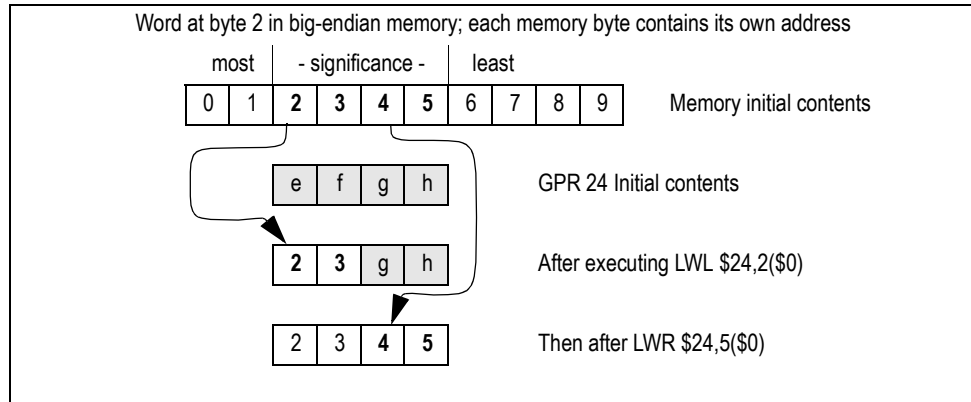 Word at byte 2 in big-endian memory; each memory byte contains its own address
most - significance - least
0 1 2 3 4 5 6 7 8 9 Memory initial contents
e f g h GPR 24 Initial contents
2 3 g h After executing LWL $24,2($0)
2 3 4 5 Then after LWR $24,5($0)